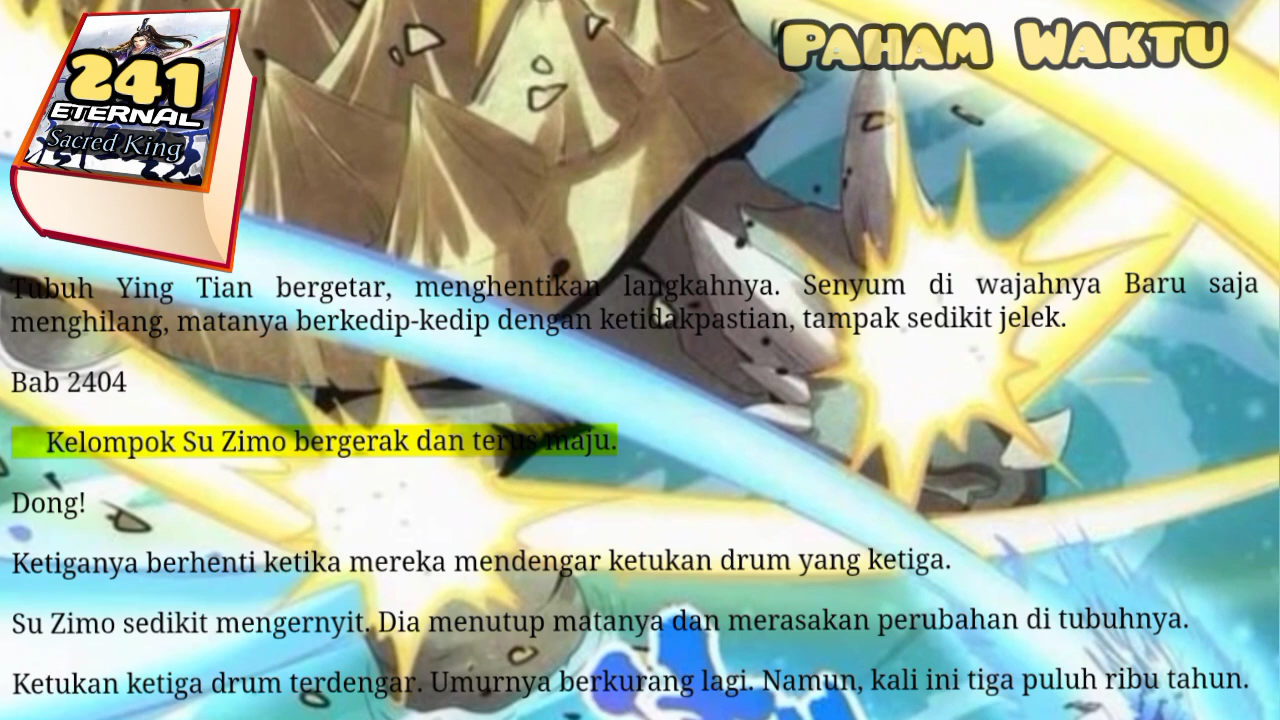 PAHAM WAKTU
241
ETERNAL
Sacred King
Tubuh Ying Tian bergetar, menghentikan langkahnya. Senyum di wajahnya Baru saja
menghilang, matanya berkedip-kedip dengan ketidakpastian, tampak sedikit jelek.
Bab 2404
Kelompok Su Zimo bergerak dan terus maju.
Dong!
Ketiganya berhenti ketika mereka mendengar ketukan drum yang ketiga.
Su Zimo sedikit mengernyit. Dia menutup matanya dan merasakan perubahan di tubuhnya.
Ketukan ketiga drum terdengar. Umurnya berkurang lagi. Namun, kali ini tiga puluh ribu tahun.